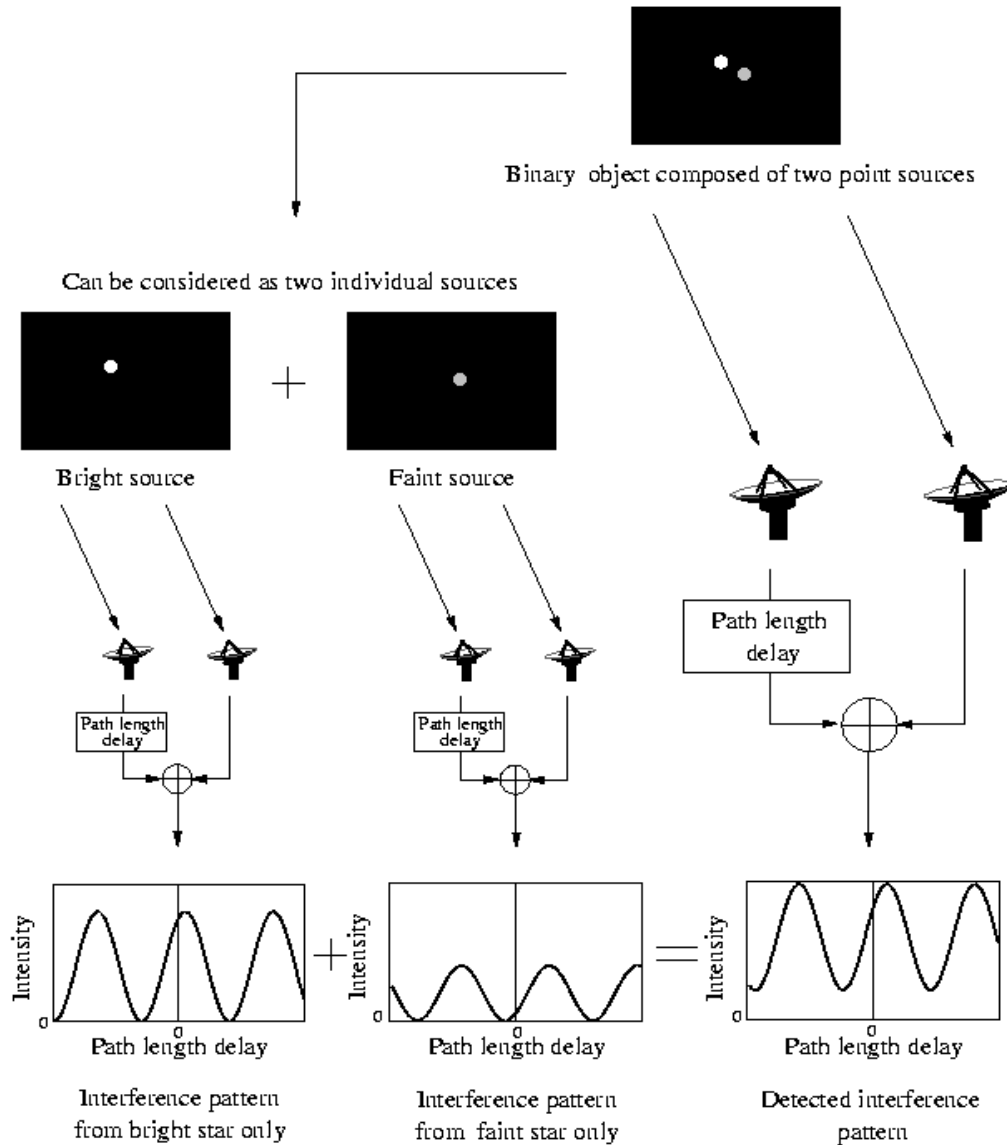 Binary object composed of two point sources
Can be considered as two individual sources
Bright source
Faint source
Path length
delay
Path length
delay
Path length
delay
Intensity
0
0
Path length delay
Interference pattern
from bright star only
Intensity
0
0
Path length delay
Interference pattern
from faint star only
Intensity
0
0
Path length delay
Detected interference
pattern